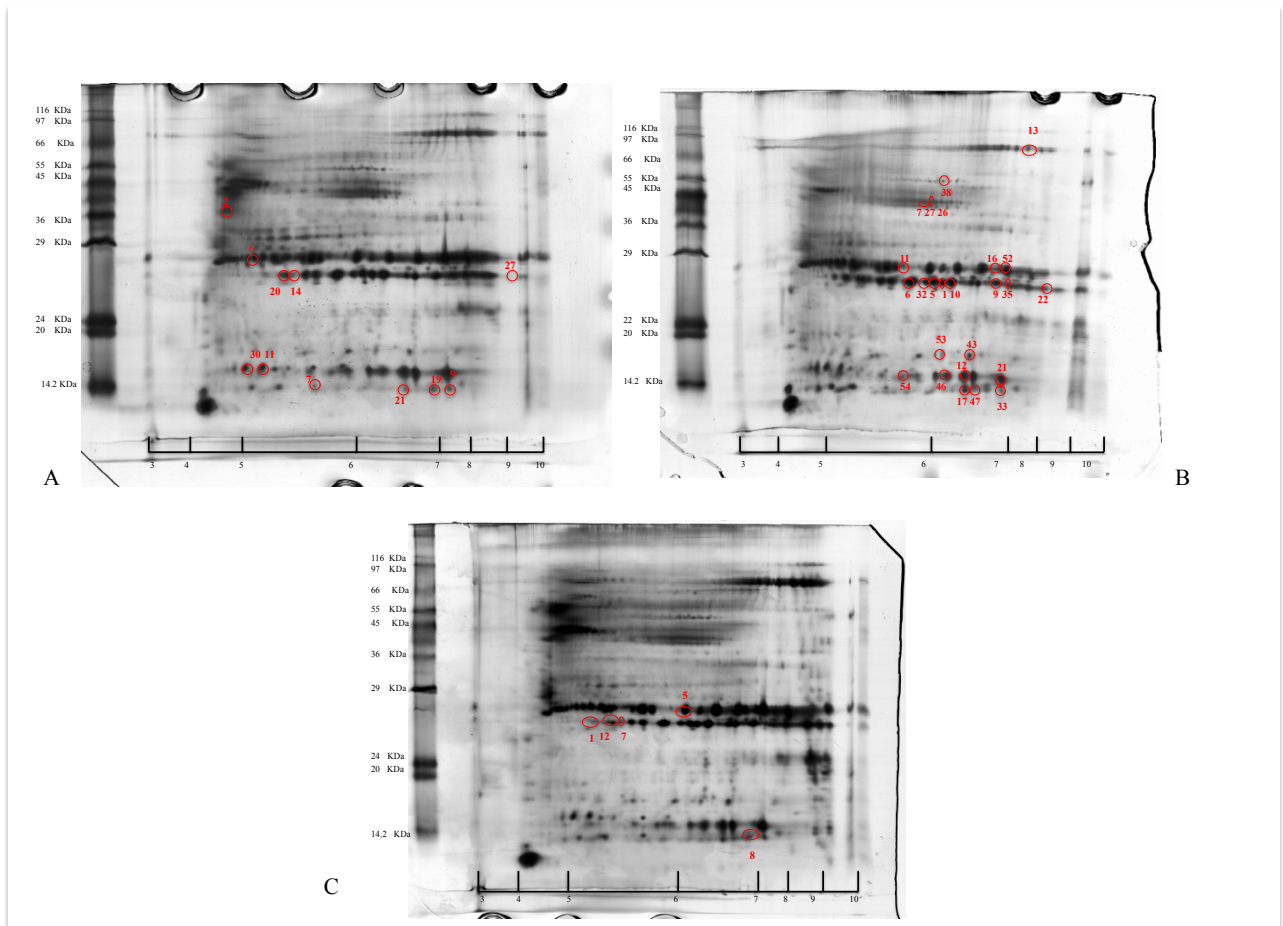 116 KDa
97 KDa
66 KDa
55 KDa
45 KDa
36 KDa
29 KDa
24 KDa
20 KDa
14.2 KDa
27
20 14
30 11
7
21
19
3 4 5 6 7 8 9 10
A
116 KDa
97 KDa
66 KDa
55 KDa
45 KDa
36 KDa
29 KDa
22 KDa
20 KDa
14.2 KDa
13
38
7 27 26
11 16 52
6 32 5 1 10 9 35 22
53 43
12 21
54 46
17 47 33
3 4 5 6 7 8 9 10
B
116 KDa
97 KDa
66 KDa
55 KDa
45 KDa
36 KDa
29 KDa
24 KDa
20 KDa
14,2 KDa
5
1 12 7
8
3 4 5 6 7 8 9 10
C